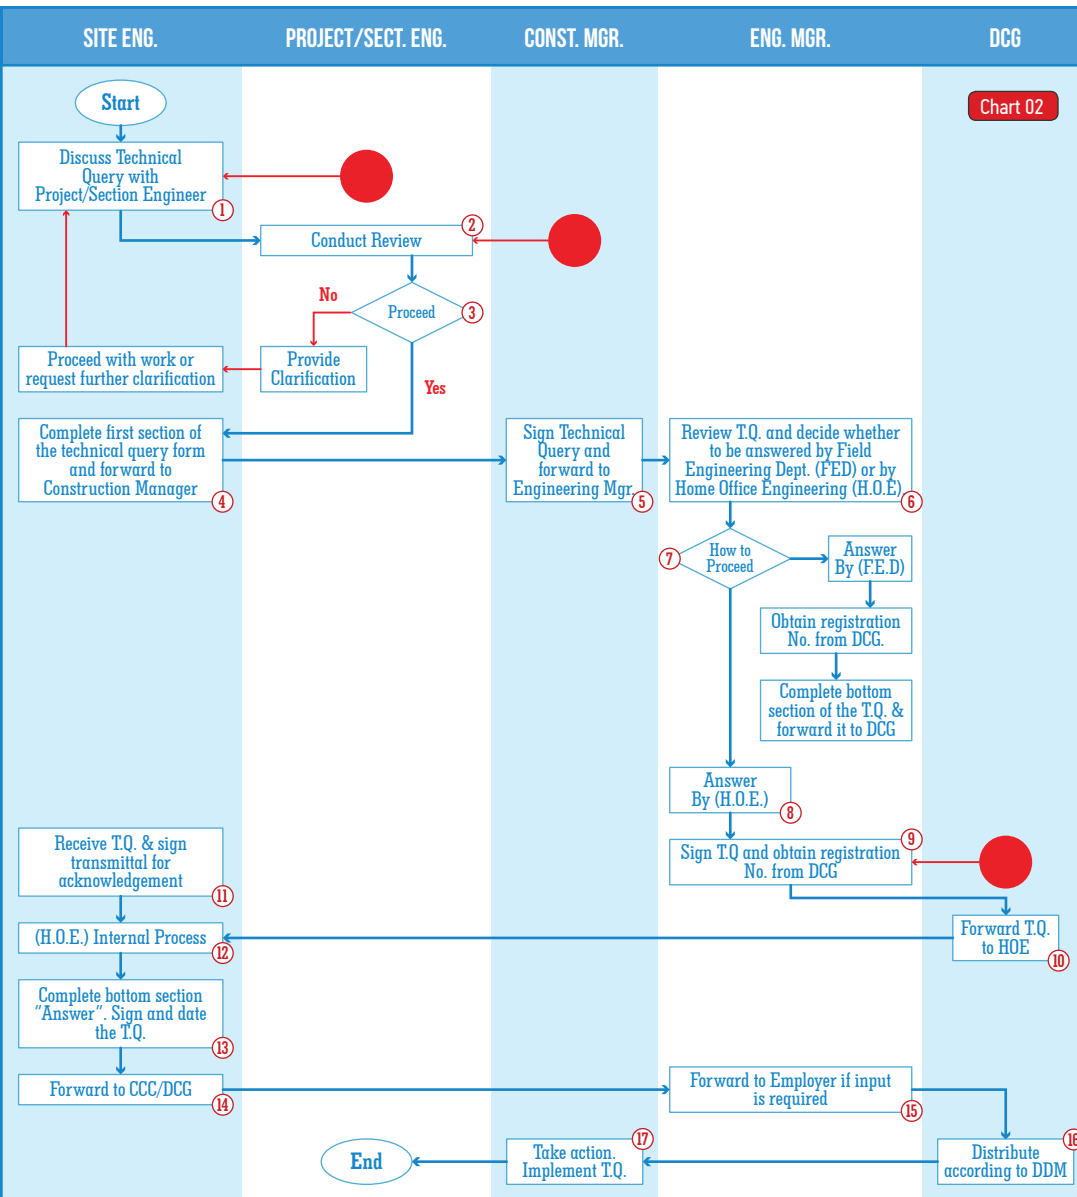 SITE ENG.
PROJECT/SECT. ENG.
CONST. MGR.
ENG. MGR.
DCG
Chart 02
Start
Discuss Technical
Query with
Project/Section Engineer
1
Conduct Review
2
Proceed
3
No
Yes
Provide
Clarification
Proceed with work or
request further clarification
Complete first section of
the technical query form
and forward to
Construction Manager
4
Sign Technical
Query and
forward to
Engineering Mgr.
5
Review T.Q. and decide whether
to be answered by Field
Engineering Dept. (FED) or by
Home Office Engineering (H.O.E).
6
How to
Proceed
7
Answer
By (F.E.D)
Obtain registration
No. from DCG.
Complete bottom
section of the T.Q. &
forward it to DCG
Answer
By (H.O.E.)
8
Sign T.Q and obtain registration
No. from DCG
9
Forward T.Q.
to HOE
10
Receive T.Q. & sign
transmittal for
acknowledgement
11
(H.O.E.) Internal Process
12
Complete bottom section
“Answer”. Sign and date
the T.Q.
13
Forward to CCC/DCG
14
Forward to Employer if input
is required
15
Distribute
according to DDM
16
Take action.
Implement T.Q.
17
End